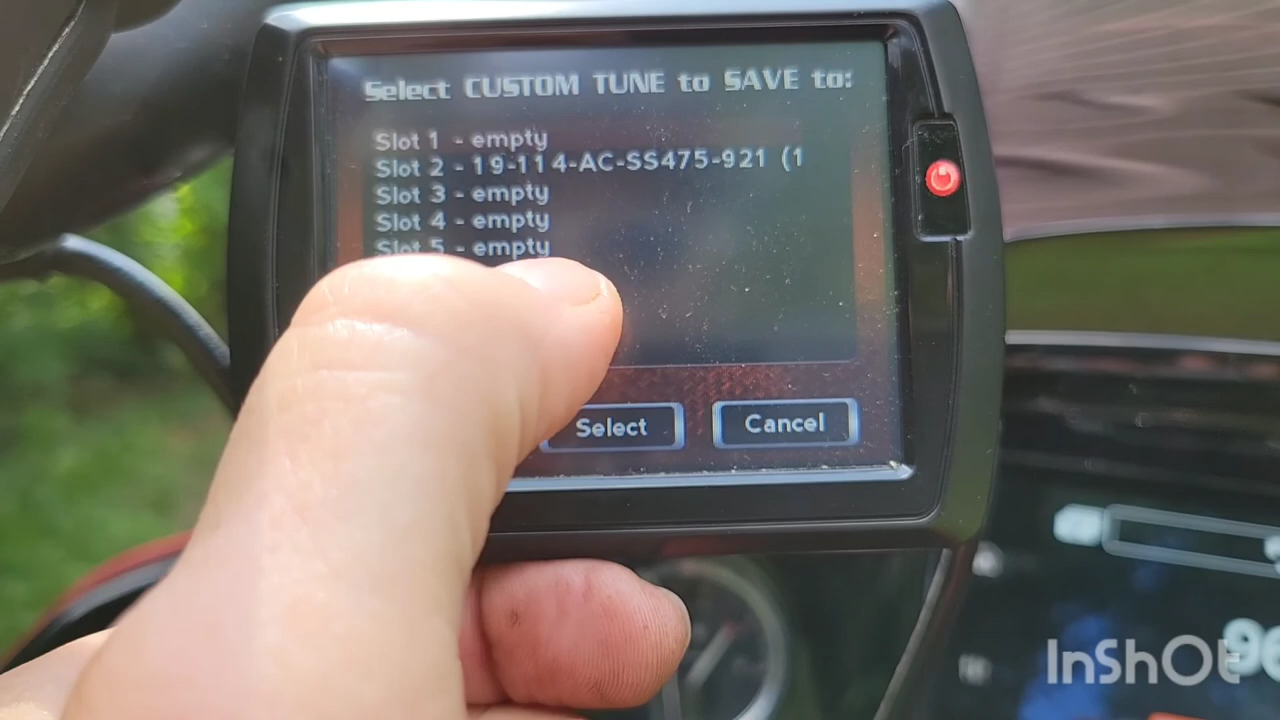 Select CUSTOM TUNE to SAVE to:
Slot 1 - empty
Slot 2 - 19-114-AC-SS475-921 (1
Slot 3 - empty
Slot 4 - empty
Slot 5 - empty
Select
Cancel
InShOt